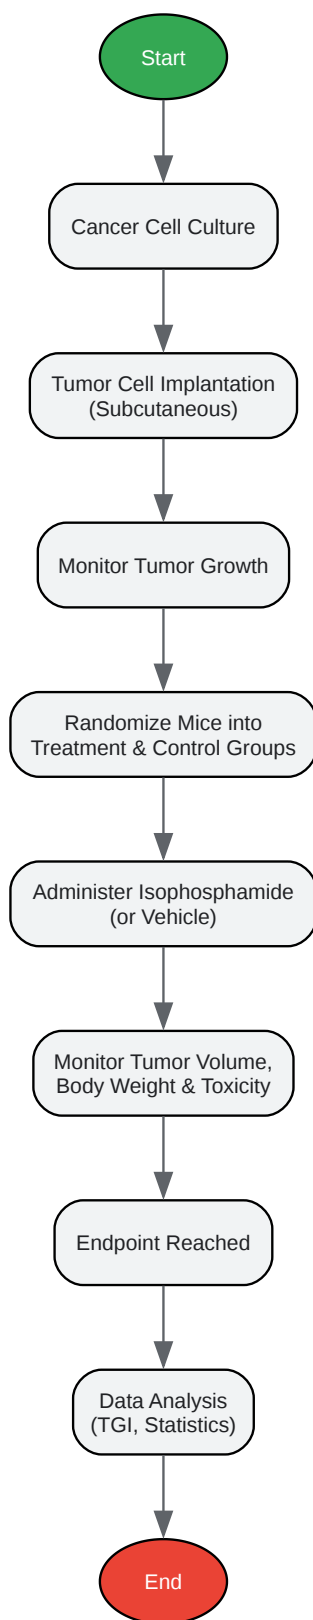 Start
Cancer Cell Culture
Tumor Cell Implantation
(Subcutaneous)
Monitor Tumor Growth
Randomize Mice into
Treatment & Control Groups
Administer Isophosphamide
(or Vehicle)
Monitor Tumor Volume,
Body Weight & Toxicity
Endpoint Reached
Data Analysis
(TGI, Statistics)
End